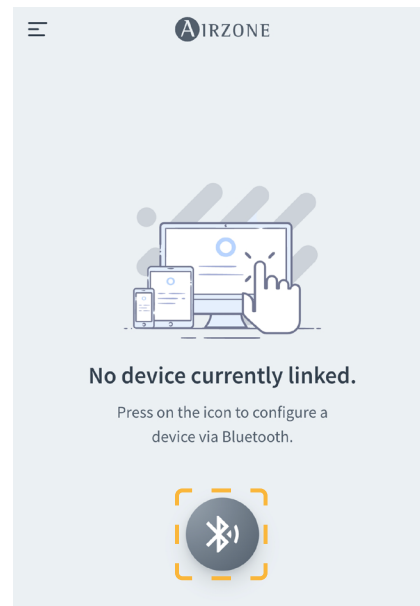 AIRZONE
No device currently linked.
Press on the icon to configure a
device via Bluetooth.